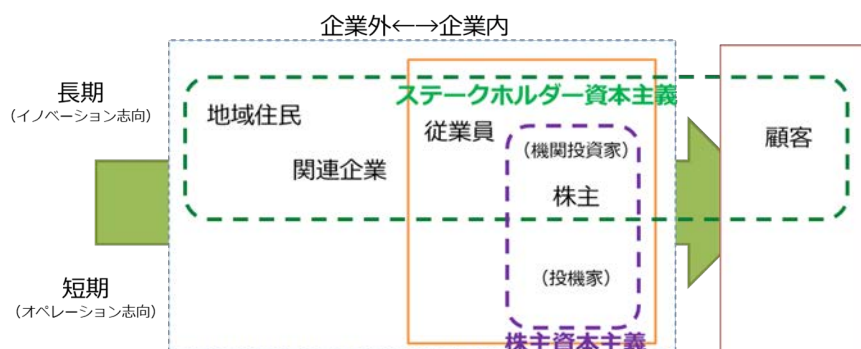 企業外←→企業内
長期
(イノベーション志向)
ステークホルダー資本主義
地域住民
従業員
顧客
(機関投資家)
関連企業
株主
短期
(オペレーション志向)
(投機家)
株主資本主義